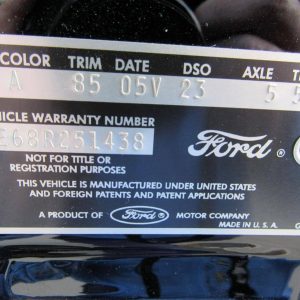 COLOR TRIM DATE DSO AXLE
A 85 05V 23 5
VEHICLE WARRANTY NUMBER
E68R251438
Ford
NOT FOR TITLE OR
REGISTRATION PURPOSES
THIS VEHICLE IS MANUFACTURED UNDER UNITED STATES
AND FOREIGN PATENTS AND PATENT APPLICATIONS
A PRODUCT OF Ford MOTOR COMPANY
MADE IN U.S.A.